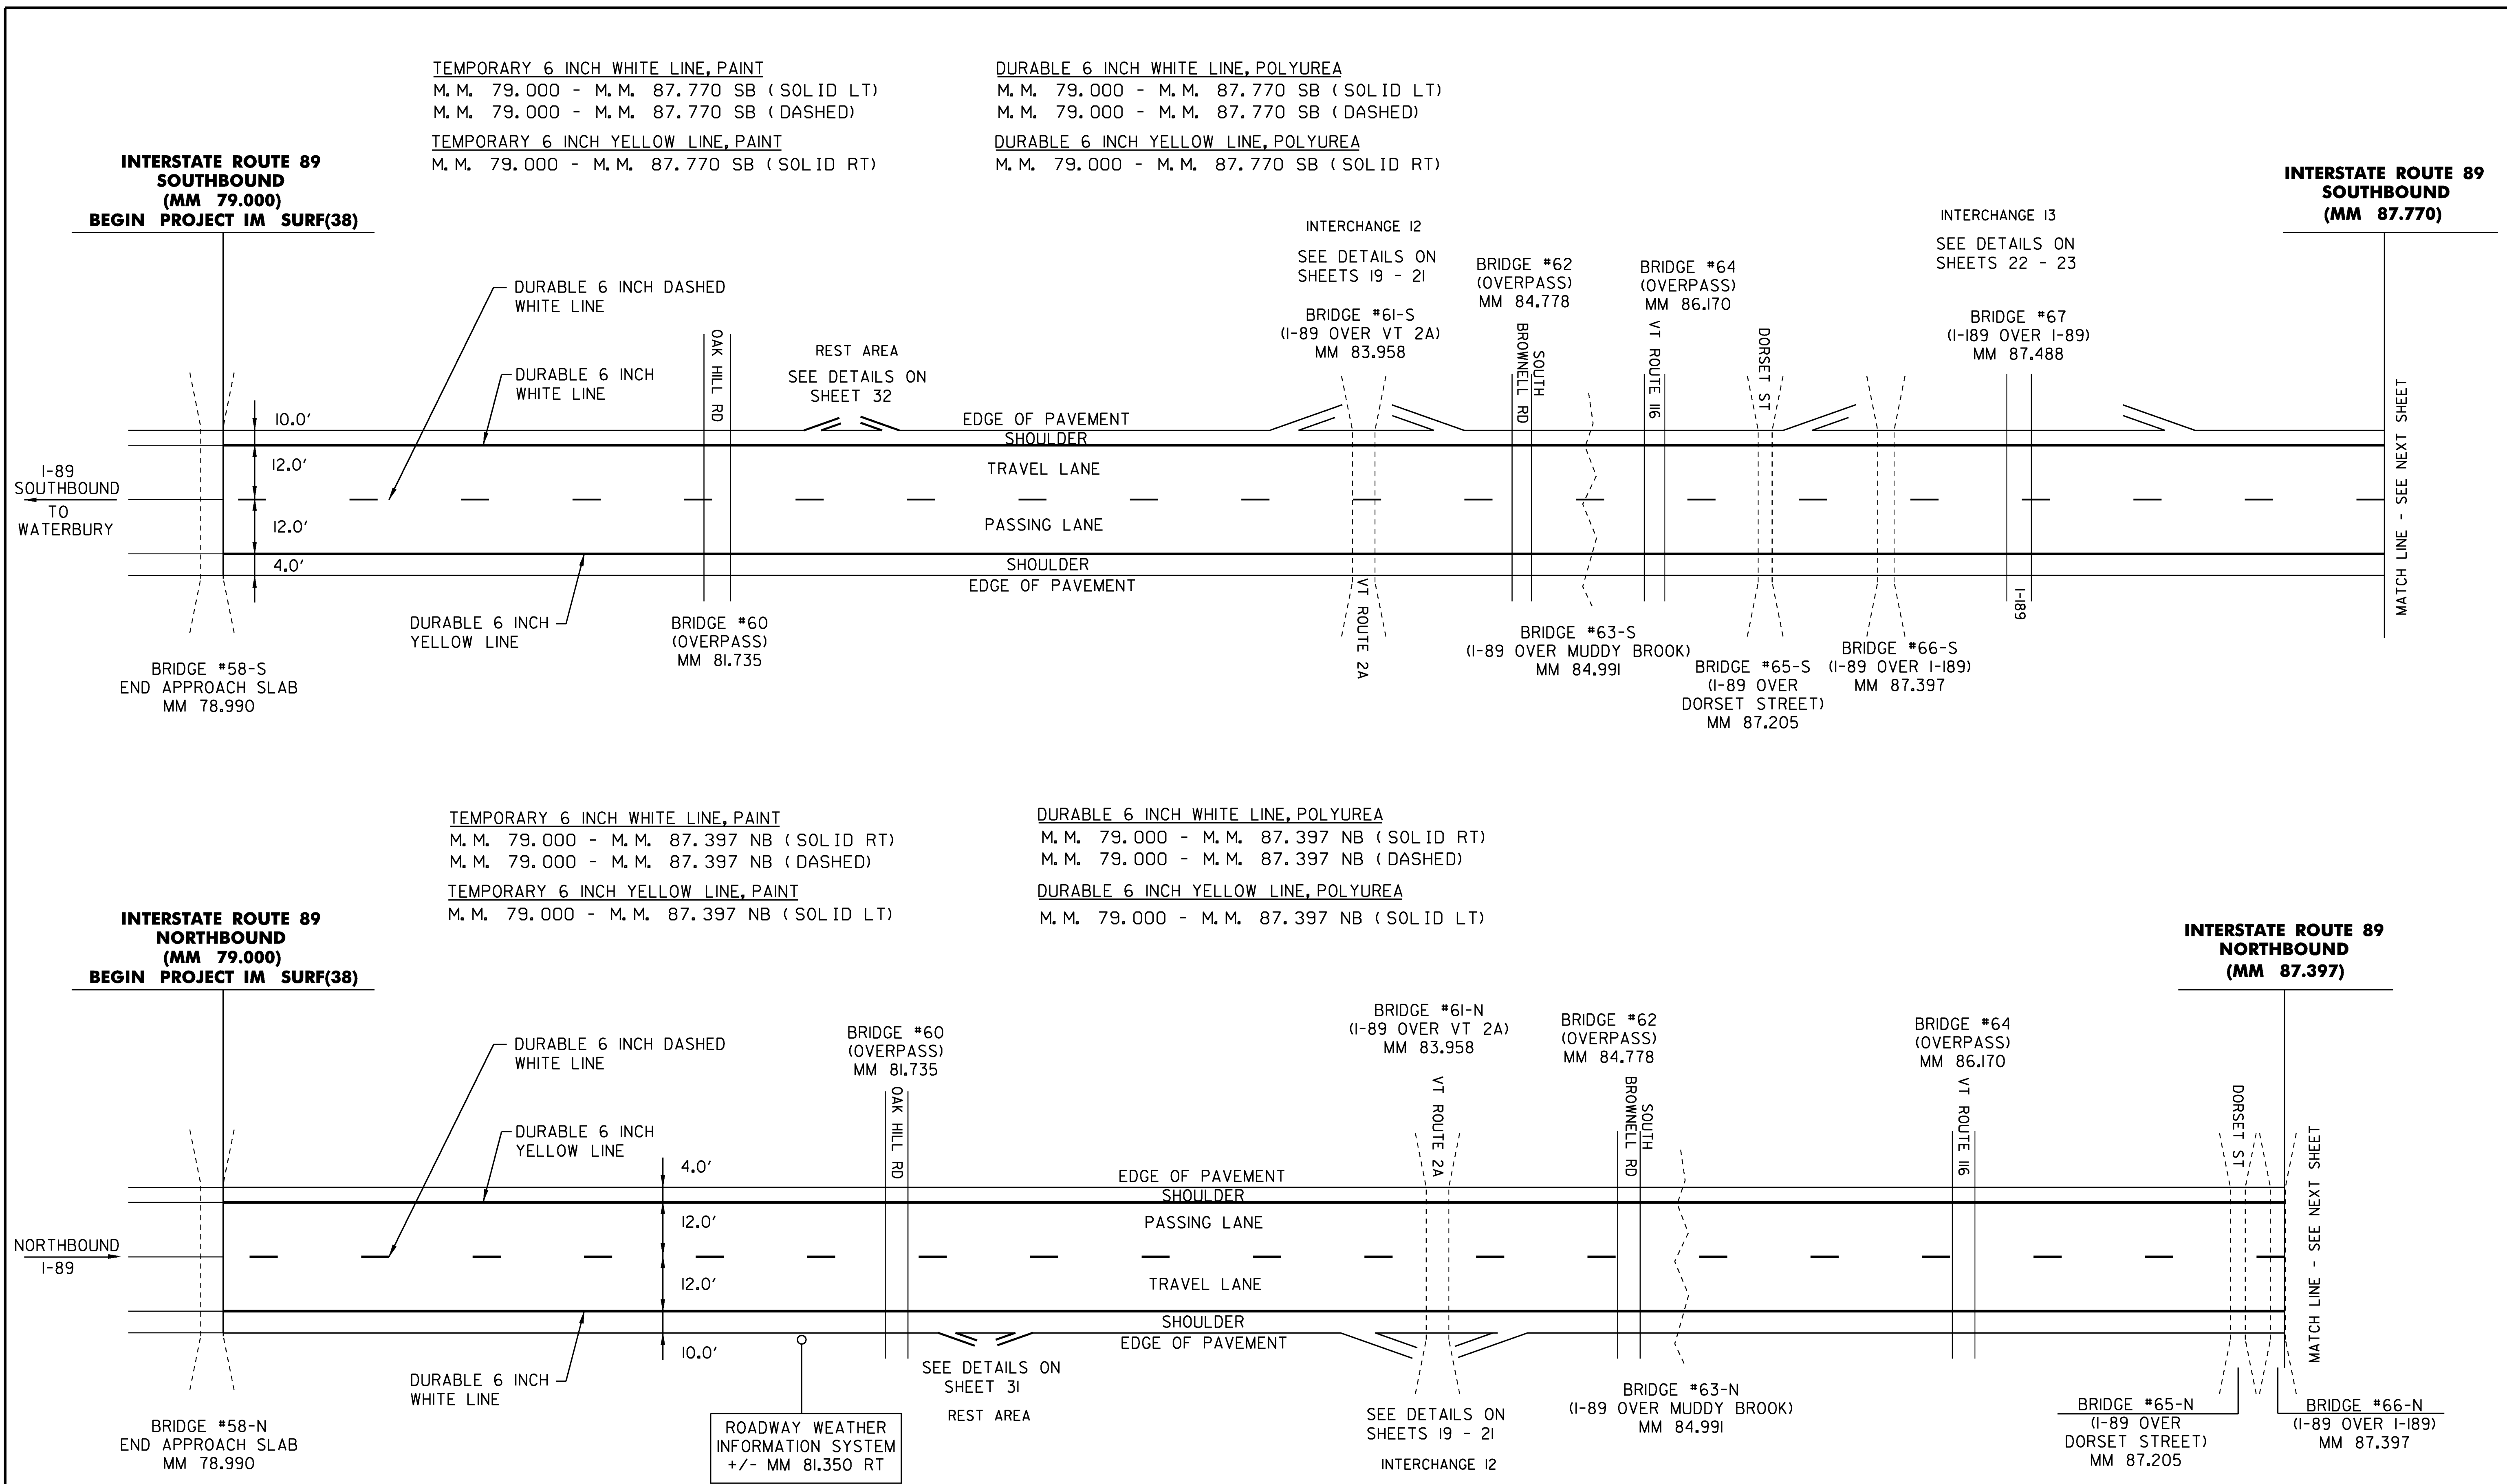 TEMPORARY 6 INCH WHITE LINE, PAINT
M.M. 79.000 - M.M. 87.770 SB (SOLID LT)
M.M. 79.000 - M.M. 87.770 SB (DASHED)
TEMPORARY 6 INCH YELLOW LINE, PAINT
M.M. 79.000 - M.M. 87.770 SB (SOLID RT)
DURABLE 6 INCH WHITE LINE, POLYUREA
M.M. 79.000 - M.M. 87.770 SB (SOLID LT)
M.M. 79.000 - M.M. 87.770 SB (DASHED)
DURABLE 6 INCH YELLOW LINE, POLYUREA
M.M. 79.000 - M.M. 87.770 SB (SOLID RT)
INTERSTATE ROUTE 89
SOUTHBOUND
(MM 79.000)
BEGIN PROJECT IM SURF(38)
INTERSTATE ROUTE 89
SOUTHBOUND
(MM 87.770)
DURABLE 6 INCH DASHED
WHITE LINE
DURABLE 6 INCH
WHITE LINE
OAK HILL RD
REST AREA
SEE DETAILS ON
SHEET 32
INTERCHANGE 12
SEE DETAILS ON
SHEETS 19 - 21
BRIDGE #61-S
(I-89 OVER VT 2A)
MM 83.958
BRIDGE #62
(OVERPASS)
MM 84.778
SOUTH
BROWNELL RD
BRIDGE #64
(OVERPASS)
MM 86.170
VT ROUTE 116
DORSET ST
INTERCHANGE 13
SEE DETAILS ON
SHEETS 22 - 23
BRIDGE #67
(I-189 OVER I-89)
MM 87.488
MATCH LINE - SEE NEXT SHEET
10.0'
12.0'
12.0'
4.0'
I-89
SOUTHBOUND
TO
WATERBURY
EDGE OF PAVEMENT
SHOULDER
TRAVEL LANE
PASSING LANE
SHOULDER
EDGE OF PAVEMENT
DURABLE 6 INCH
YELLOW LINE
BRIDGE #58-S
END APPROACH SLAB
MM 78.990
BRIDGE #60
(OVERPASS)
MM 81.735
VT ROUTE 2A
BRIDGE #63-S
(I-89 OVER MUDDY BROOK)
MM 84.991
BRIDGE #65-S
(I-89 OVER
DORSET STREET)
MM 87.205
BRIDGE #66-S
(I-89 OVER I-189)
MM 87.397
I-189
TEMPORARY 6 INCH WHITE LINE, PAINT
M.M. 79.000 - M.M. 87.397 NB (SOLID RT)
M.M. 79.000 - M.M. 87.397 NB (DASHED)
TEMPORARY 6 INCH YELLOW LINE, PAINT
M.M. 79.000 - M.M. 87.397 NB (SOLID LT)
DURABLE 6 INCH WHITE LINE, POLYUREA
M.M. 79.000 - M.M. 87.397 NB (SOLID RT)
M.M. 79.000 - M.M. 87.397 NB (DASHED)
DURABLE 6 INCH YELLOW LINE, POLYUREA
M.M. 79.000 - M.M. 87.397 NB (SOLID LT)
INTERSTATE ROUTE 89
NORTHBOUND
(MM 79.000)
BEGIN PROJECT IM SURF(38)
INTERSTATE ROUTE 89
NORTHBOUND
(MM 87.397)
DURABLE 6 INCH DASHED
WHITE LINE
DURABLE 6 INCH
YELLOW LINE
BRIDGE #60
(OVERPASS)
MM 81.735
OAK HILL RD
BRIDGE #61-N
(I-89 OVER VT 2A)
MM 83.958
VT ROUTE 2A
BRIDGE #62
(OVERPASS)
MM 84.778
SOUTH
BROWNELL RD
BRIDGE #64
(OVERPASS)
MM 86.170
VT ROUTE 116
DORSET ST
MATCH LINE - SEE NEXT SHEET
4.0'
12.0'
12.0'
10.0'
NORTHBOUND
I-89
EDGE OF PAVEMENT
SHOULDER
PASSING LANE
TRAVEL LANE
SHOULDER
EDGE OF PAVEMENT
DURABLE 6 INCH
WHITE LINE
BRIDGE #58-N
END APPROACH SLAB
MM 78.990
ROADWAY WEATHER
INFORMATION SYSTEM
+/- MM 81.350 RT
SEE DETAILS ON
SHEET 31
REST AREA
SEE DETAILS ON
SHEETS 19 - 21
INTERCHANGE 12
BRIDGE #63-N
(I-89 OVER MUDDY BROOK)
MM 84.991
BRIDGE #65-N
(I-89 OVER
DORSET STREET)
MM 87.205
BRIDGE #66-N
(I-89 OVER I-189)
MM 87.397